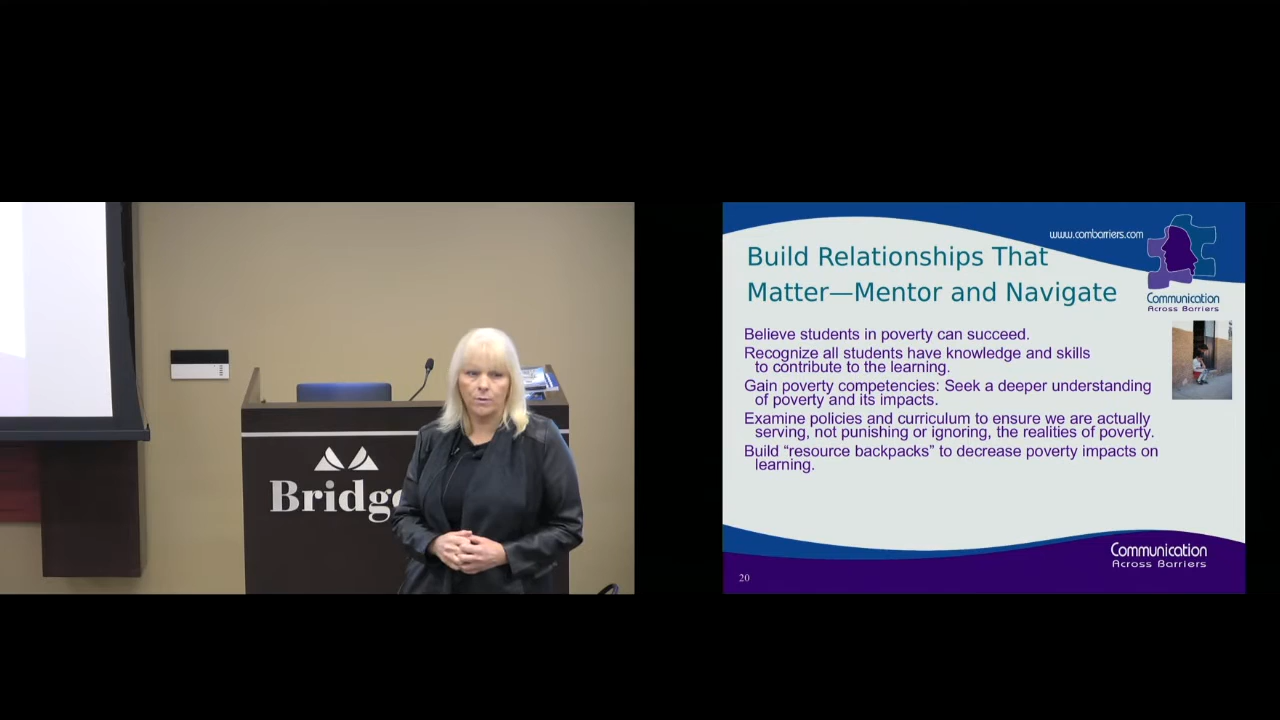 Bridge
www.combarriers.com
Build Relationships That
Matter—Mentor and Navigate
Communication
Across Barriers
Believe students in poverty can succeed.
Recognize all students have knowledge and skills
to contribute to the learning.
Gain poverty competencies: Seek a deeper understanding
of poverty and its impacts.
Examine policies and curriculum to ensure we are actually
serving, not punishing or ignoring, the realities of poverty.
Build “resource backpacks” to decrease poverty impacts on
learning.
Communication
Across Barriers
20